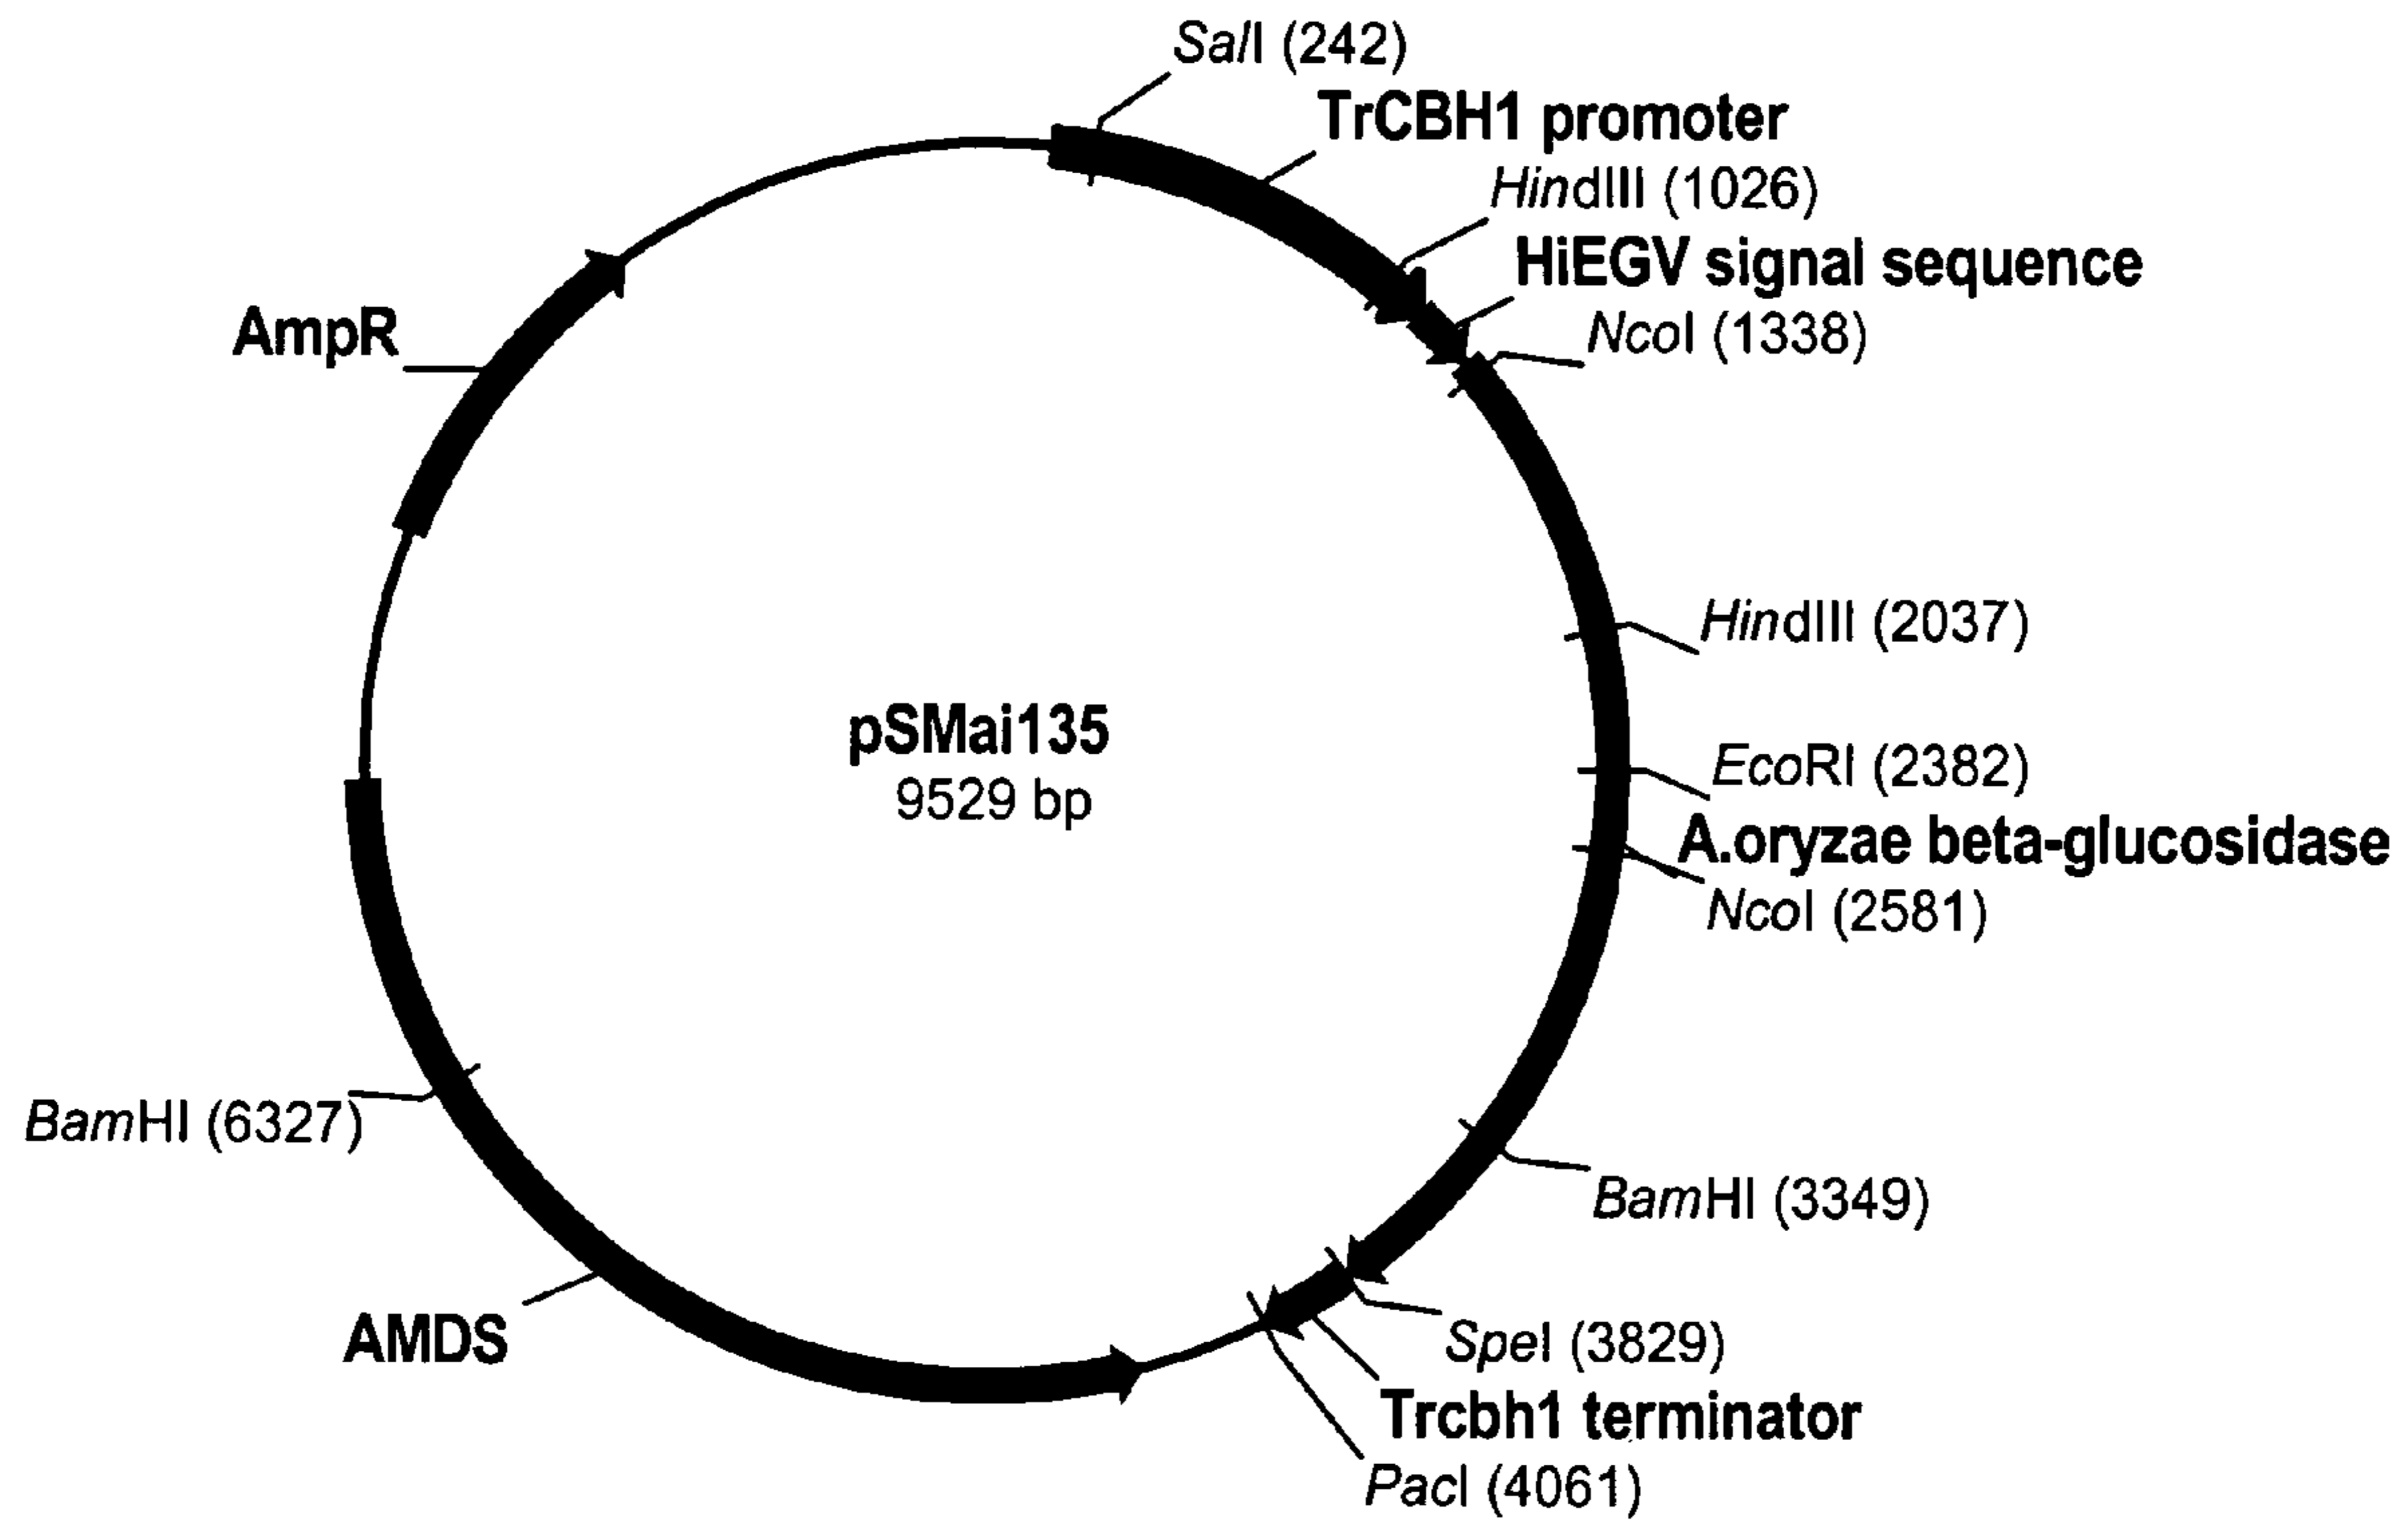 SalI (242)
TrCBH1 promoter
HindIII (1026)
HiEGV signal sequence
NcoI (1338)
AmpR
HindIII (2037)
pSMai135
9529 bp
EcoRI (2382)
A.oryzae beta-glucosidase
NcoI (2581)
BamHI (6327)
BamHI (3349)
AMDS
SpeI (3829)
Trcbh1 terminator
PacI (4061)